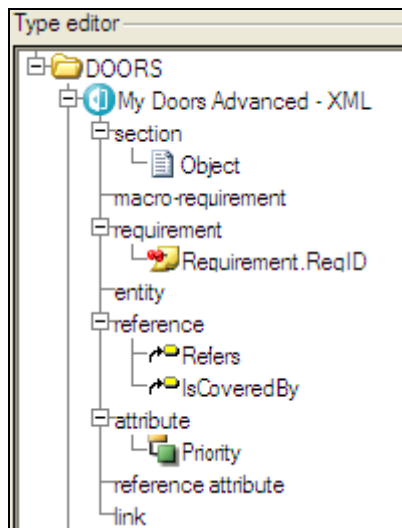 Type editor
DOORS
My Doors Advanced - XML
section
Object
macro-requirement
requirement
Requirement.ReqID
entity
reference
Refers
IsCoveredBy
attribute
Priority
reference attribute
link